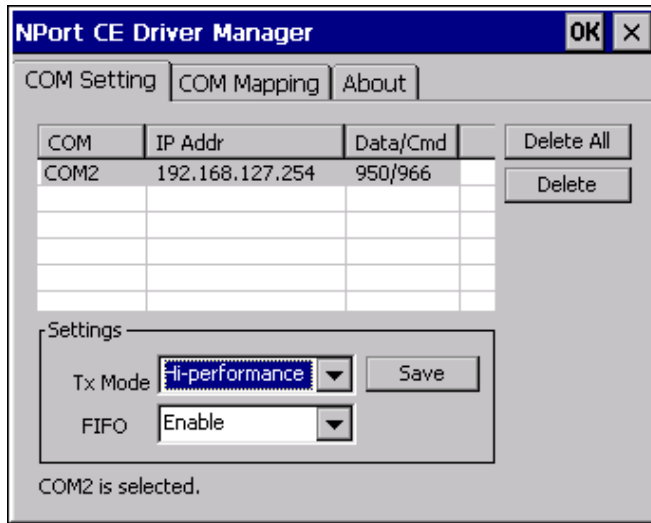 NPort CE Driver Manager OK ×
COM Setting COM Mapping About
COM IP Addr Data/Cmd Delete All
COM2 192.168.127.254 950/966
Delete
Settings
Tx Mode Hi-performance Save
FIFO Enable
COM2 is selected.